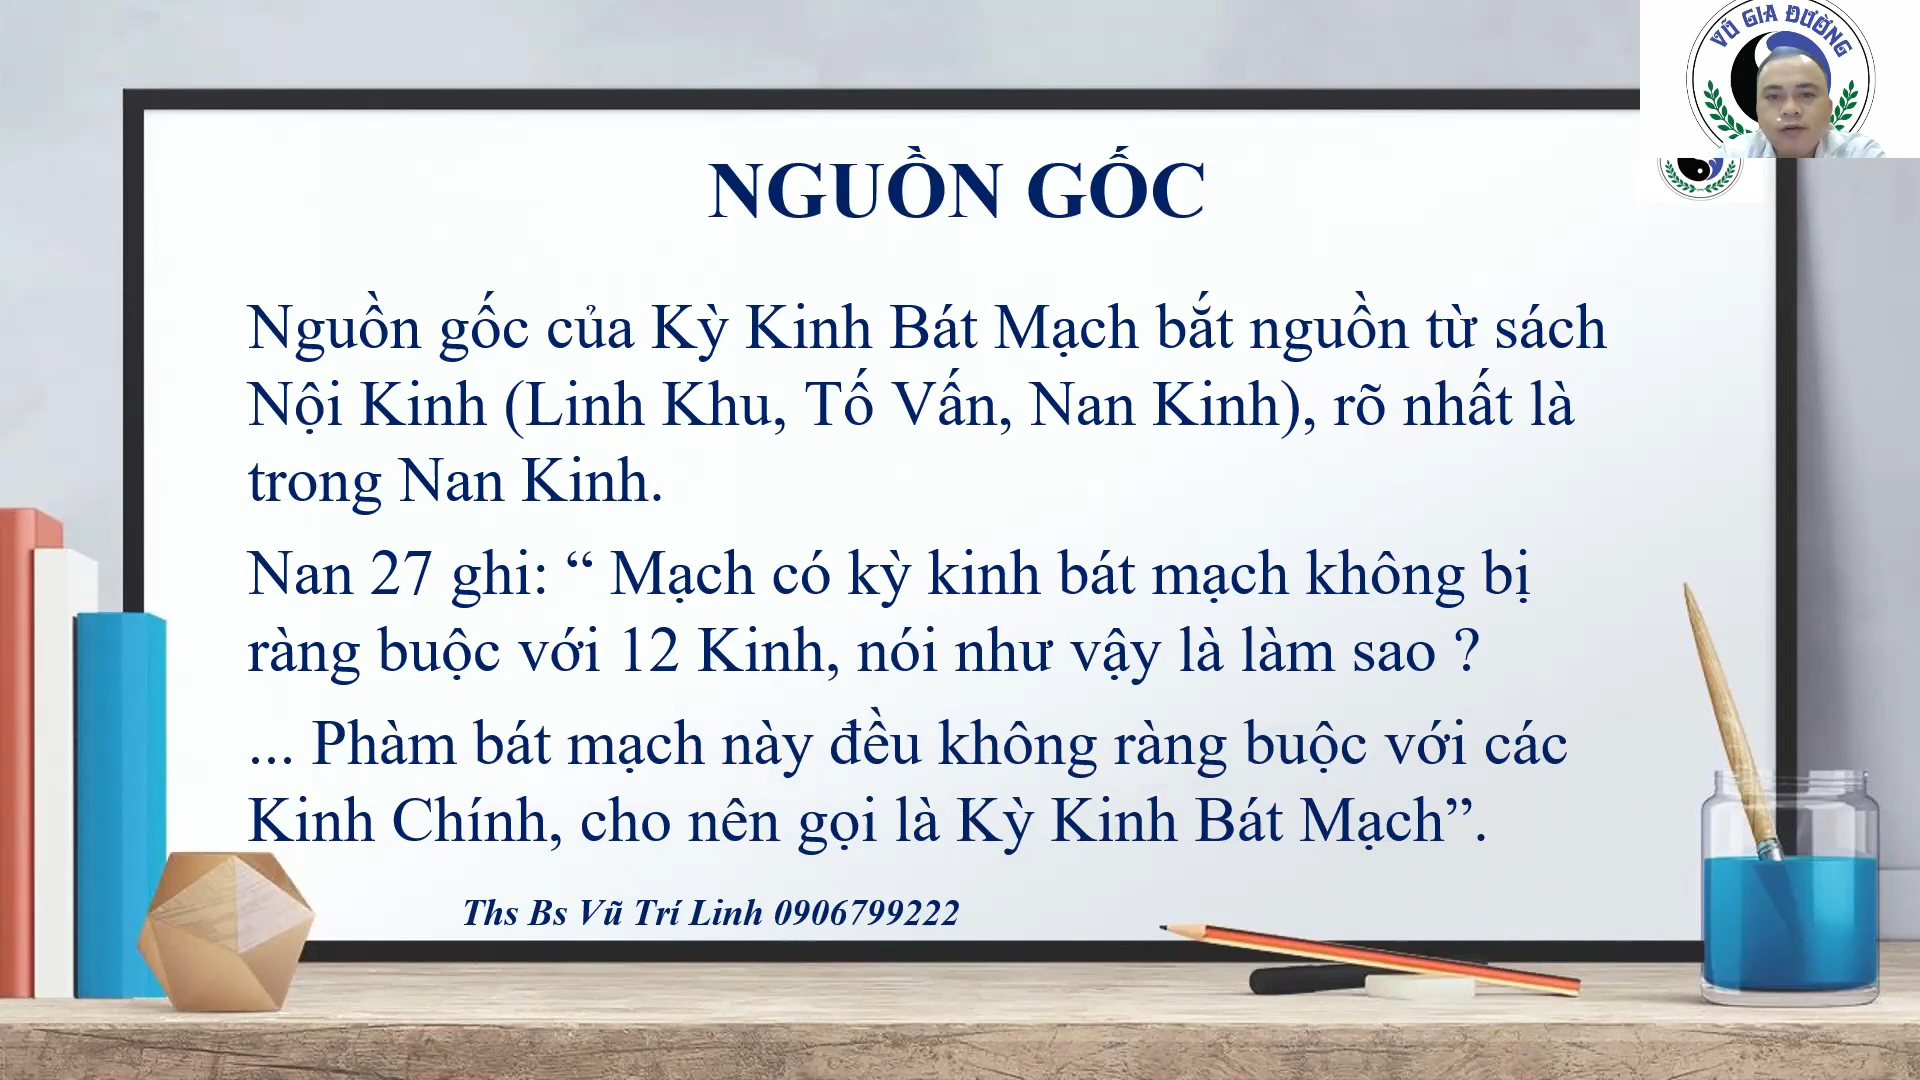 VŨ GIA ĐƯỜNG
NGUỒN GỐC
Nguồn gốc của Kỳ Kinh Bát Mạch bắt nguồn từ sách
Nội Kinh (Linh Khu, Tố Vấn, Nan Kinh), rõ nhất là
trong Nan Kinh.
Nan 27 ghi: “ Mạch có kỳ kinh bát mạch không bị
ràng buộc với 12 Kinh, nói như vậy là làm sao ?
... Phàm bát mạch này đều không ràng buộc với các
Kinh Chính, cho nên gọi là Kỳ Kinh Bát Mạch”.
Ths Bs Vũ Trí Linh 0906799222